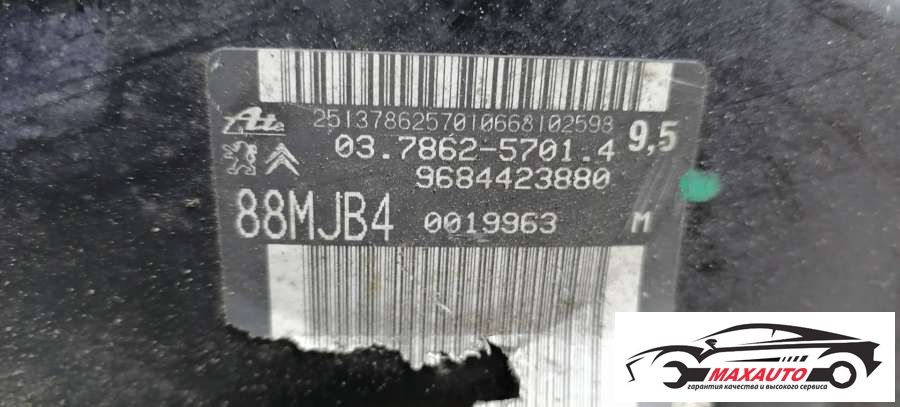 2513786257010668102598
Ate
03.7862-5701.4
9,5
9684423880
88MJB4
0019963
M
MAXAUTO
гарантия качества и высокого сервиса